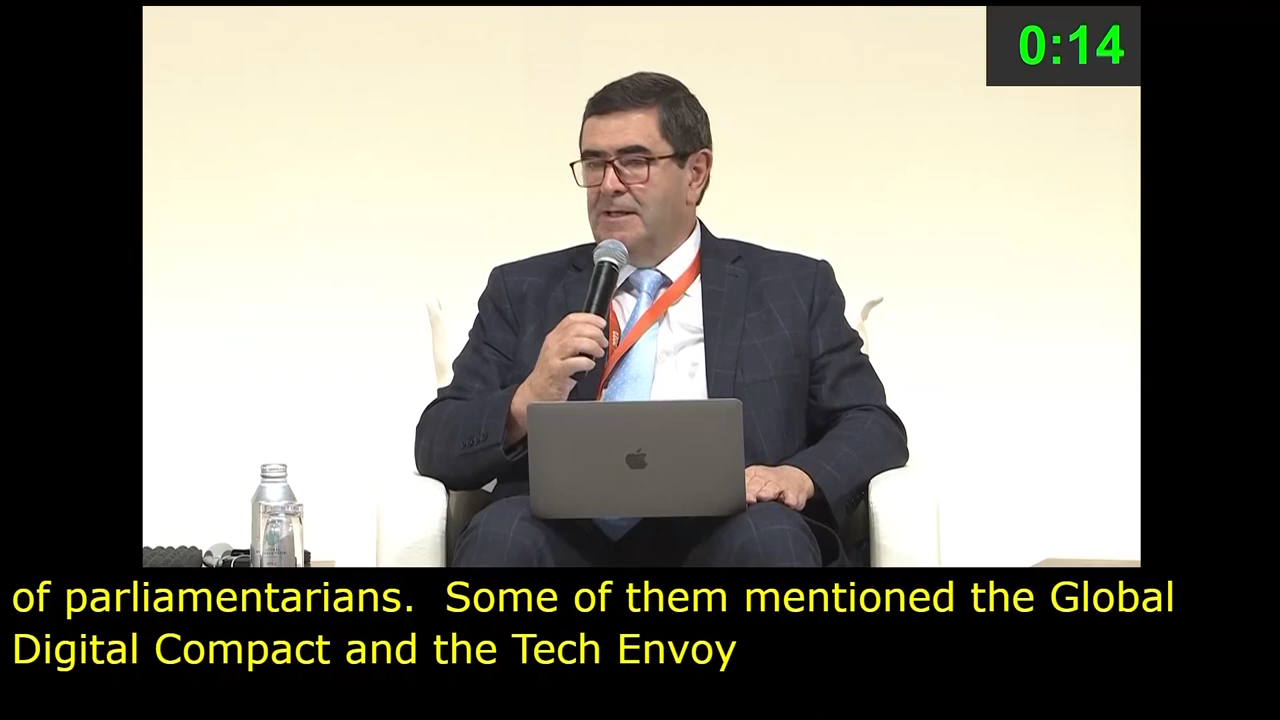 0:14
of parliamentarians.  Some of them mentioned the Global
Digital Compact and the Tech Envoy